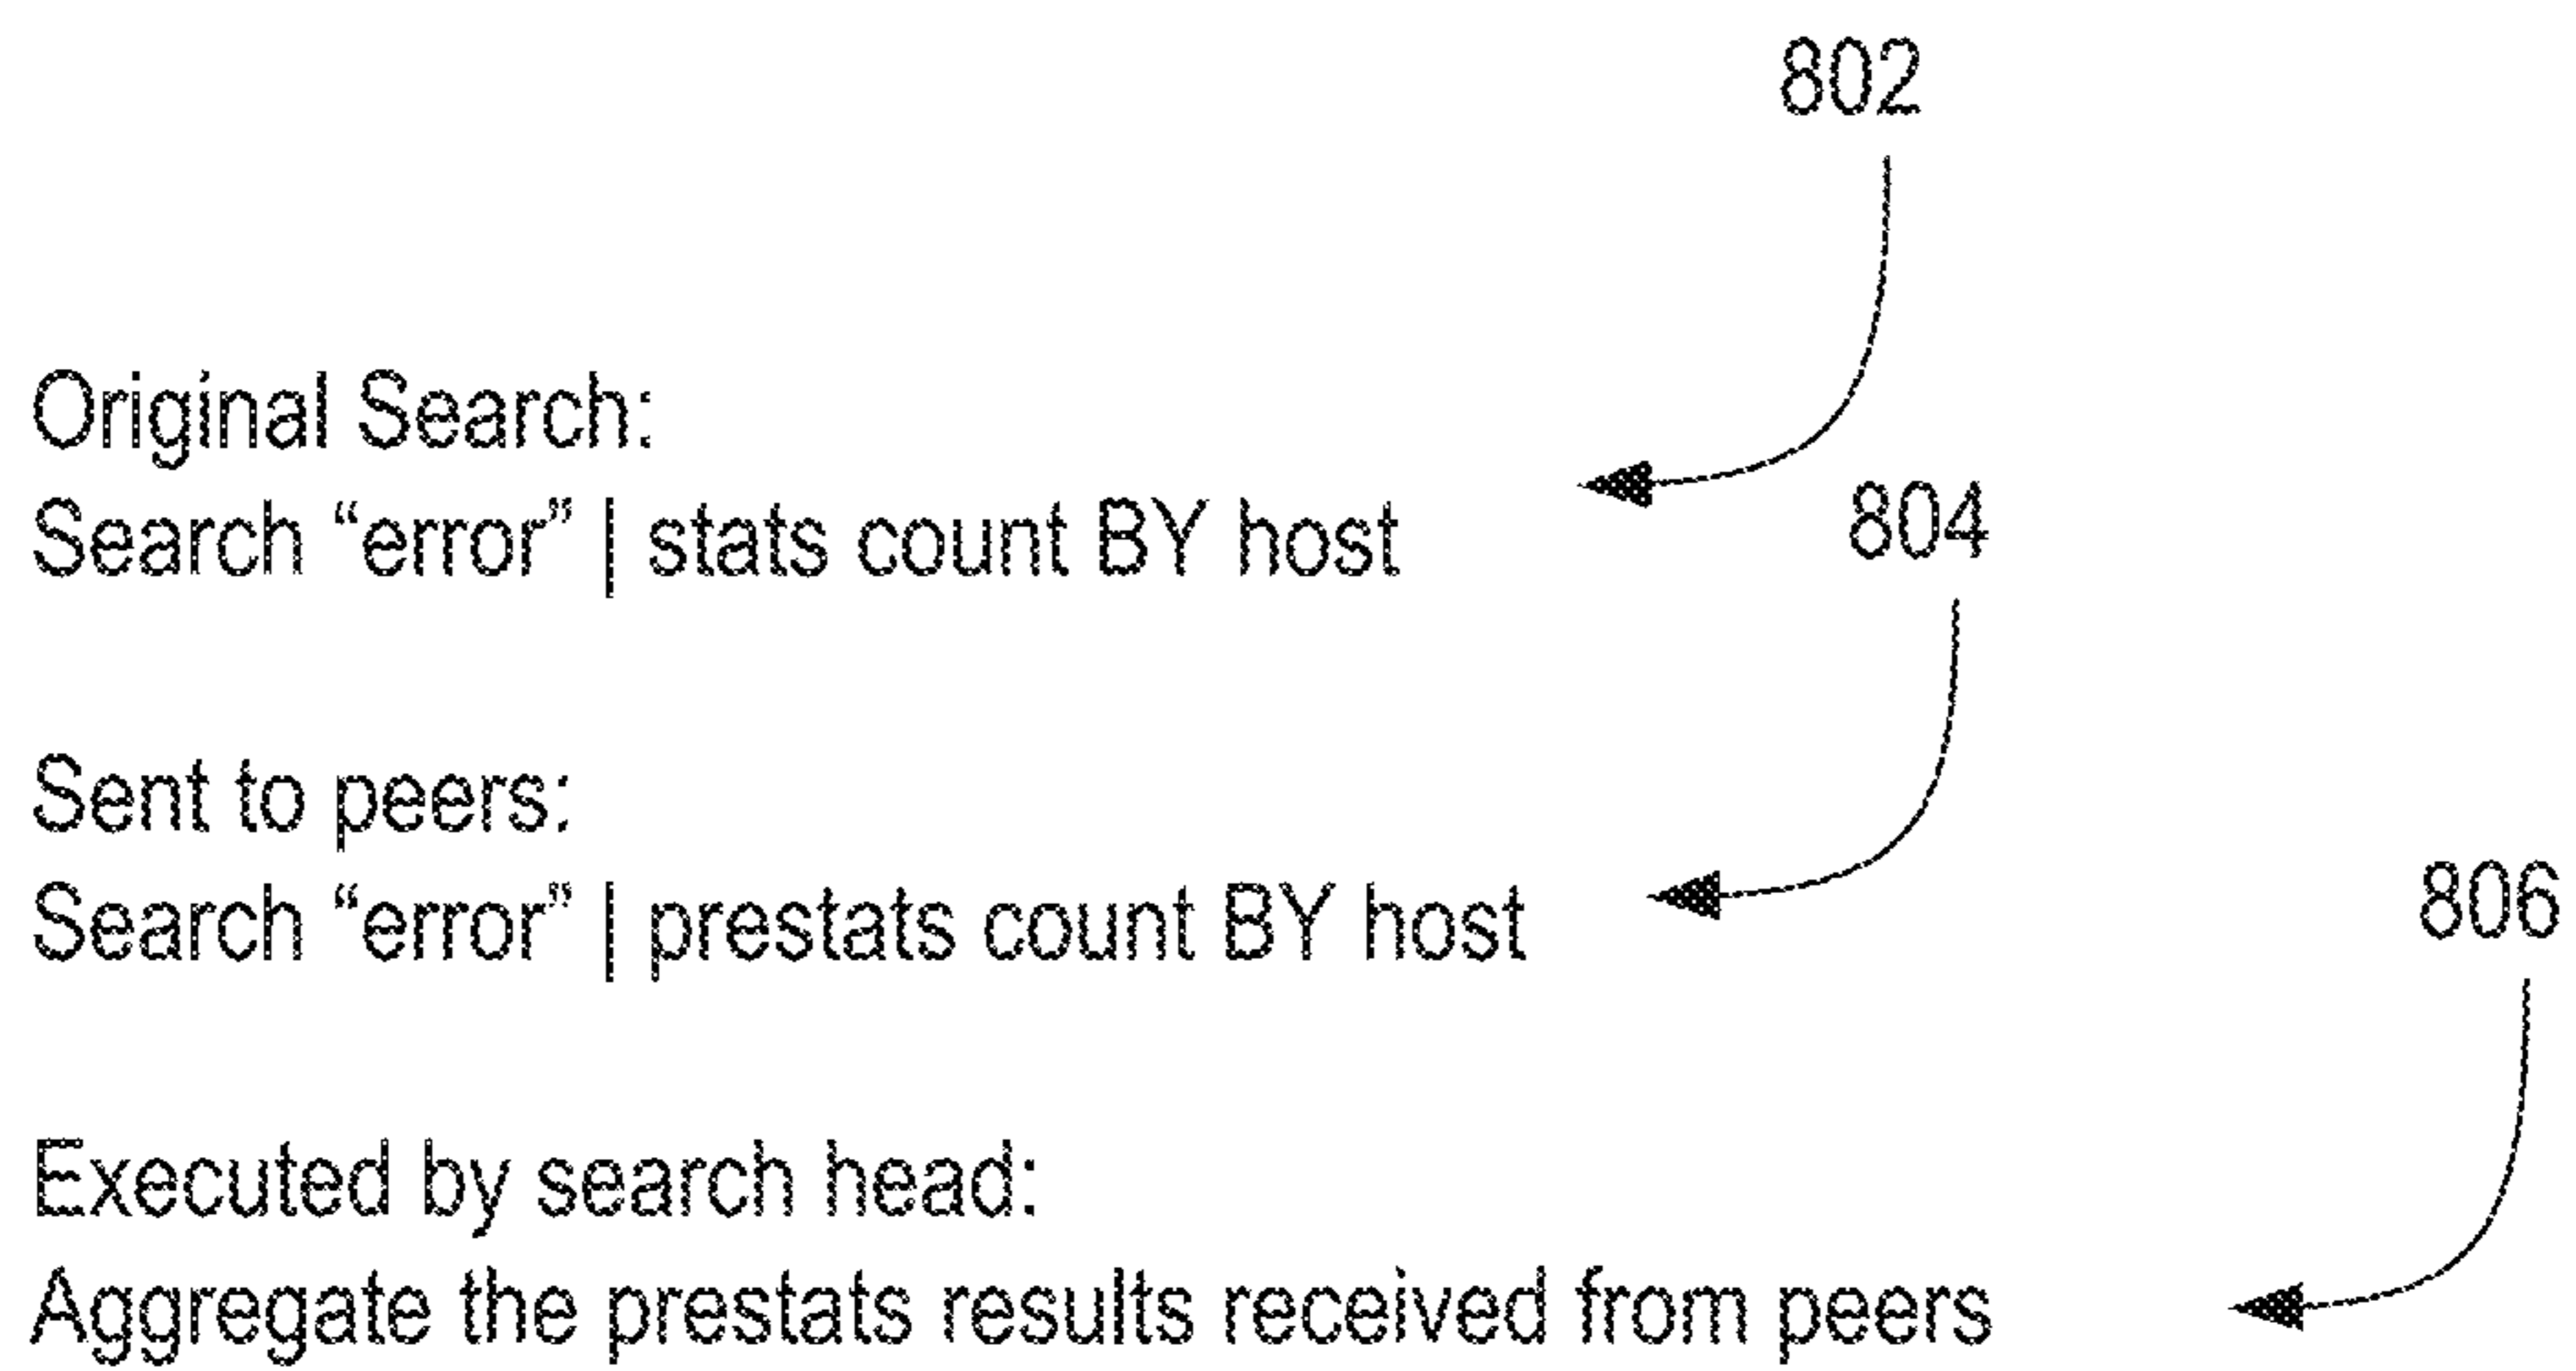 802
Original Search:
Search “error” | stats count BY host
804
Sent to peers:
Search “error” | prestats count BY host
806
Executed by search head:
Aggregate the prestats results received from peers